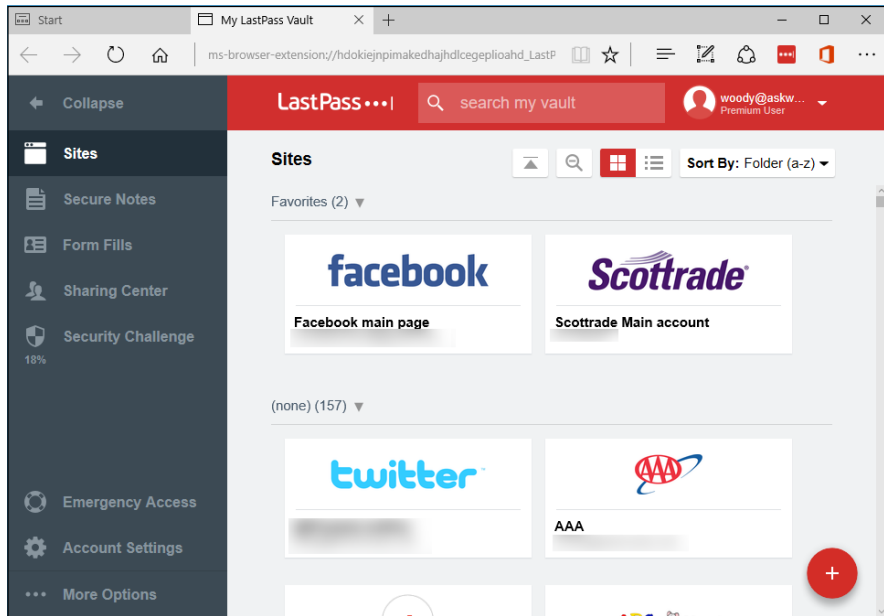 Start
My LastPass Vault
ms-browser-extension://hdokiejnpimakedhajhdlcegeplioahd_LastP
Collapse
LastPass
search my vault
woody@askw...
Premium User
Sites
Sites
Sort By: Folder (a-z)
Secure Notes
Favorites (2)
Form Fills
facebook
Scottrade
Sharing Center
Security Challenge
18%
Facebook main page
Scottrade Main account
(none) (157)
twitter
AAA
Emergency Access
AAA
Account Settings
More Options